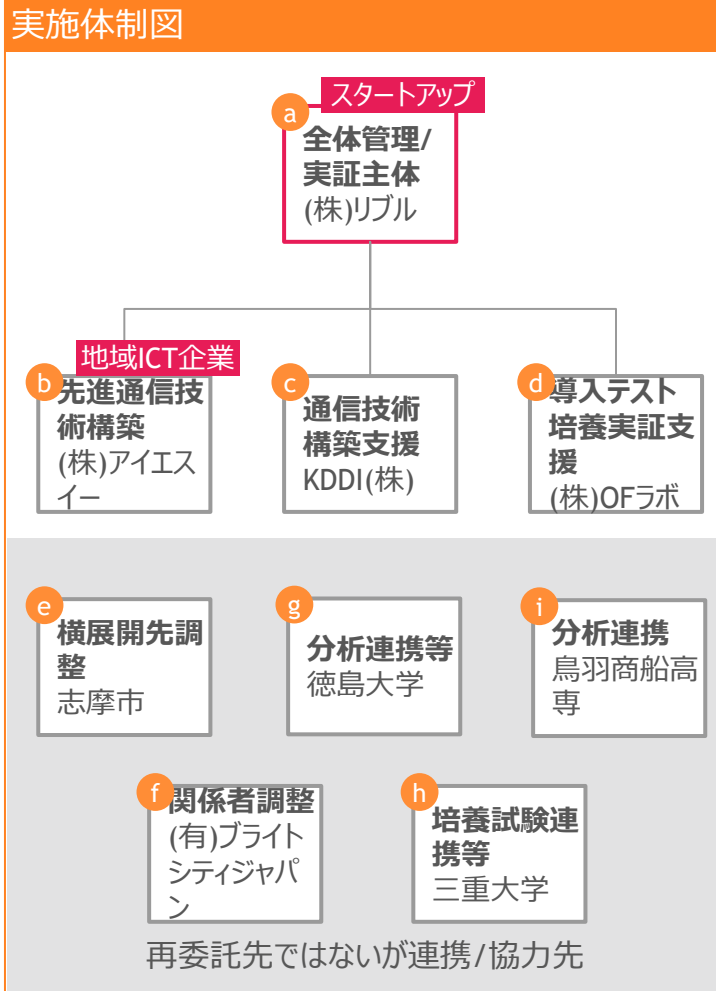 実施体制図
スタートアップ
a
全体管理/
実証主体
(株)リブル
地域ICT企業
b
先進通信技
術構築
(株)アイエス
イー
c
通信技術
構築支援
KDDI(株)
d
導入テスト
培養実証支
援
(株)OFラボ
e
横展開先調
整
志摩市
g
分析連携等
徳島大学
i
分析連携
鳥羽商船高
専
f
関係者調整
(有)ブライト
シティジャパ
ン
h
培養試験連
携等
三重大学
再委託先ではないが連携/協力先